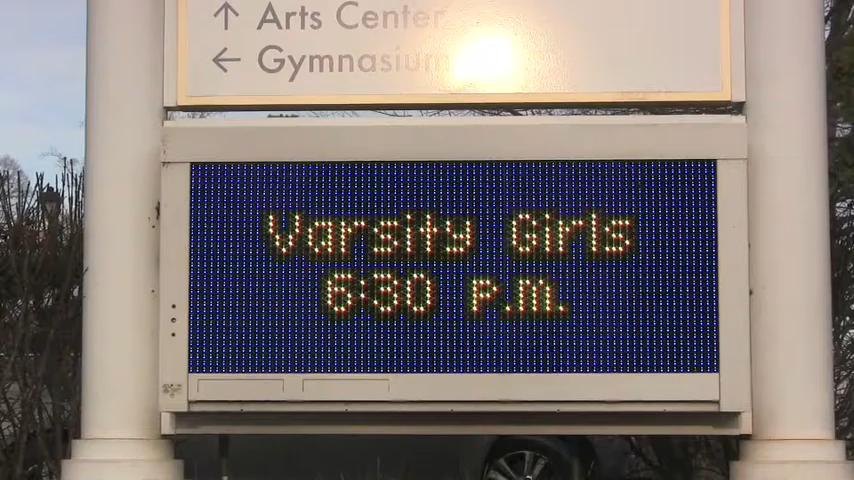 ↑ Arts Center
← Gymnasium
Varsity Girls
6:30 p.m.